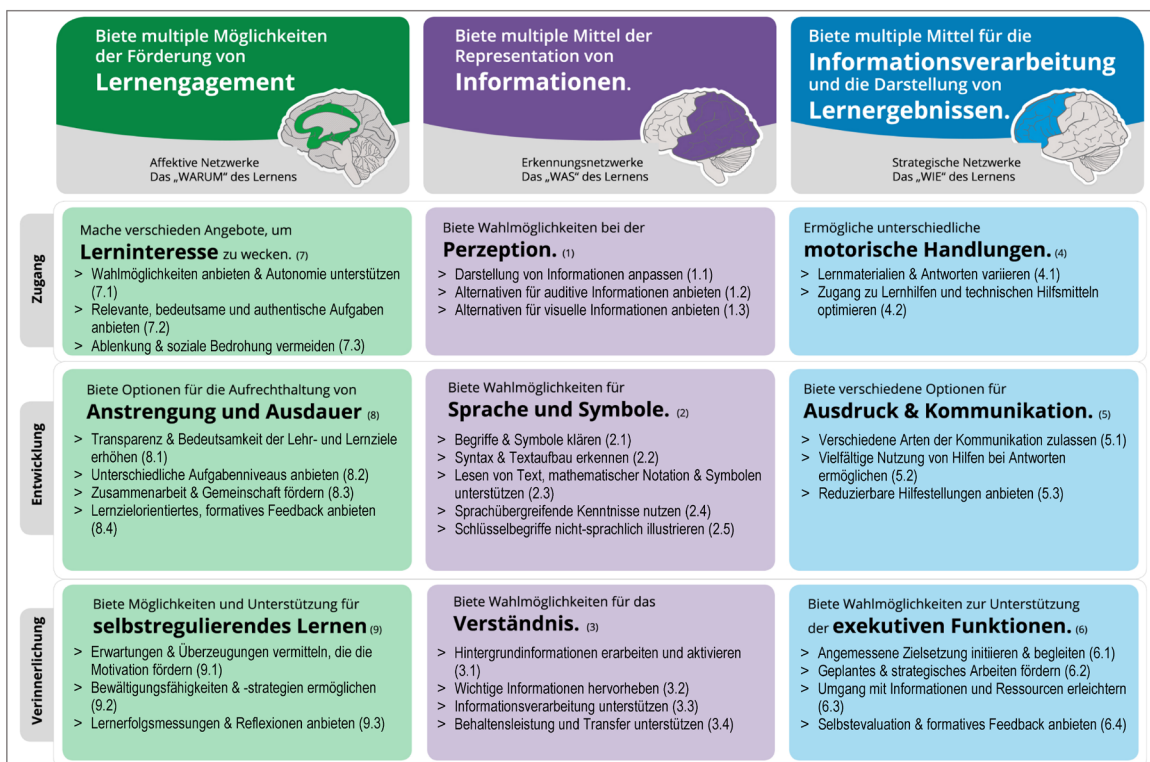 Biete multiple Möglichkeiten
der Förderung von
Lernengagement
Affektive Netzwerke
Das „WARUM“ des Lernens
Biete multiple Mittel der
Representation von
Informationen.
Erkennungsnetzwerke
Das „WAS“ des Lernens
Biete multiple Mittel für die
Informationsverarbeitung
und die Darstellung von
Lernergebnissen.
Strategische Netzwerke
Das „WIE“ des Lernens
Zugang
Mache verschieden Angebote, um
Lerninteresse zu wecken. (7)
> Wahlmöglichkeiten anbieten & Autonomie unterstützen
(7.1)
> Relevante, bedeutsame und authentische Aufgaben
anbieten (7.2)
> Ablenkung & soziale Bedrohung vermeiden (7.3)
Biete Wahlmöglichkeiten bei der
Perzeption. (1)
> Darstellung von Informationen anpassen (1.1)
> Alternativen für auditive Informationen anbieten (1.2)
> Alternativen für visuelle Informationen anbieten (1.3)
Ermögliche unterschiedliche
motorische Handlungen. (4)
> Lernmaterialien & Antworten variieren (4.1)
> Zugang zu Lernhilfen und technischen Hilfsmitteln
optimieren (4.2)
Entwicklung
Biete Optionen für die Aufrechthaltung von
Anstrengung und Ausdauer (8)
> Transparenz & Bedeutsamkeit der Lehr- und Lernziele
erhöhen (8.1)
> Unterschiedliche Aufgabenniveaus anbieten (8.2)
> Zusammenarbeit & Gemeinschaft fördern (8.3)
> Lernzielorientiertes, formatives Feedback anbieten
(8.4)
Biete Wahlmöglichkeiten für
Sprache und Symbole. (2)
> Begriffe & Symbole klären (2.1)
> Syntax & Textaufbau erkennen (2.2)
> Lesen von Text, mathematischer Notation & Symbolen
unterstützen (2.3)
> Sprachübergreifende Kenntnisse nutzen (2.4)
> Schlüsselbegriffe nicht-sprachlich illustrieren (2.5)
Biete verschiedene Optionen für
Ausdruck & Kommunikation. (5)
> Verschiedene Arten der Kommunikation zulassen (5.1)
> Vielfältige Nutzung von Hilfen bei Antworten
ermöglichen (5.2)
> Reduzierbare Hilfestellungen anbieten (5.3)
Verinnerlichung
Biete Möglichkeiten und Unterstützung für
selbstregulierendes Lernen (9)
> Erwartungen & Überzeugungen vermitteln, die die
Motivation fördern (9.1)
> Bewältigungsfähigkeiten & -strategien ermöglichen
(9.2)
> Lernerfolgsmessungen & Reflexionen anbieten (9.3)
Biete Wahlmöglichkeiten für das
Verständnis. (3)
> Hintergrundinformationen erarbeiten und aktivieren
(3.1)
> Wichtige Informationen hervorheben (3.2)
> Informationsverarbeitung unterstützen (3.3)
> Behaltensleistung und Transfer unterstützen (3.4)
Biete Wahlmöglichkeiten zur Unterstützung
der exekutiven Funktionen. (6)
> Angemessene Zielsetzung initiieren & begleiten (6.1)
> Geplantes & strategisches Arbeiten fördern (6.2)
> Umgang mit Informationen und Ressourcen erleichtern
(6.3)
> Selbstevaluation & formatives Feedback anbieten (6.4)